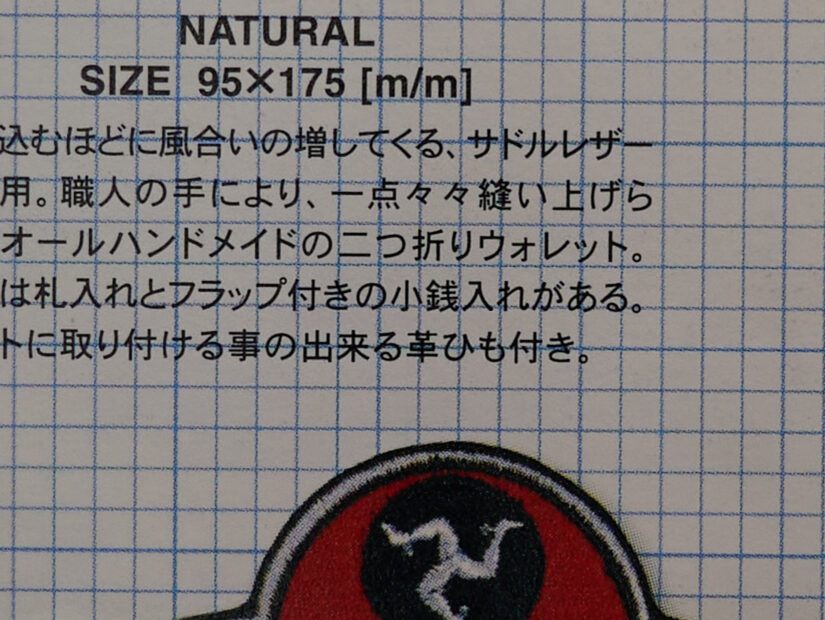 NATURAL
SIZE 95×175 [m/m]
込むほどに風合いの増してくる、サドルレザー
用。職人の手により、一点々々縫い上げら
オールハンドメイドの二つ折りウォレット。
は札入れとフラップ付きの小銭入れがある。
トに取り付ける事の出来る革ひも付き。